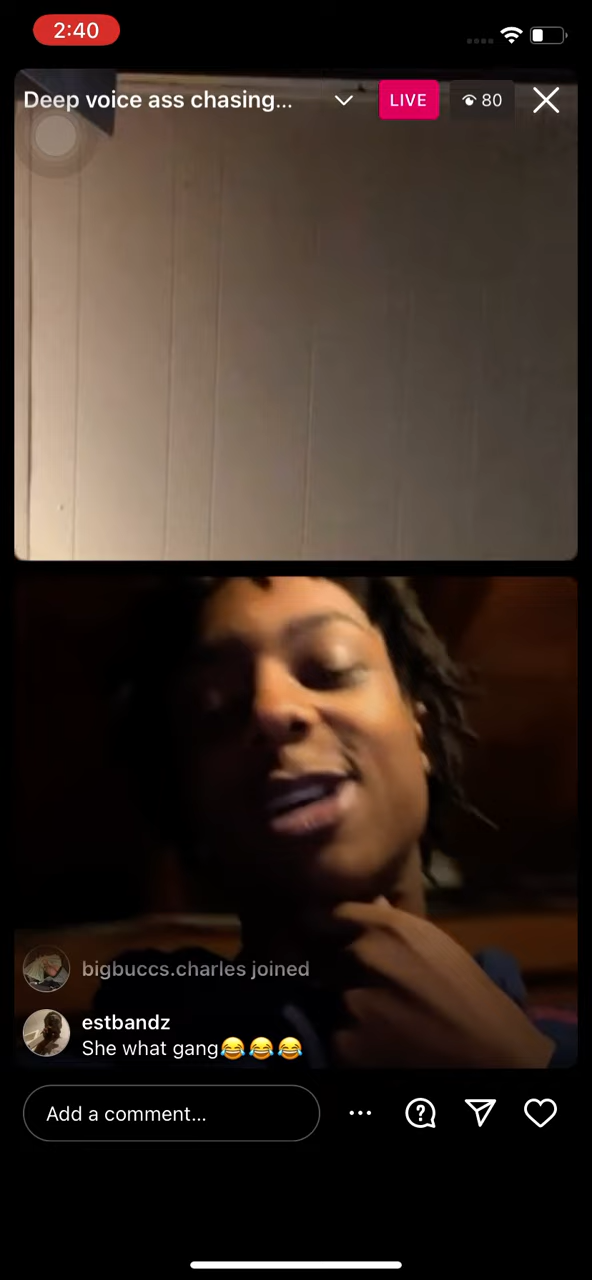 2:40
Deep voice ass chasing...
LIVE
80
bigbuccs.charles joined
estbandz
She what gang😂😂😂
Add a comment...